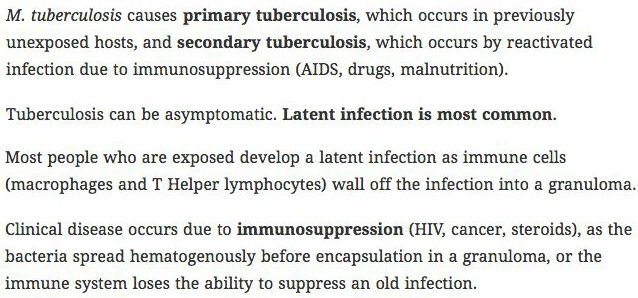 M. tuberculosis causes primary tuberculosis, which occurs in previously
unexposed hosts, and secondary tuberculosis, which occurs by reactivated
infection due to immunosuppression (AIDS, drugs, malnutrition).
Tuberculosis can be asymptomatic. Latent infection is most common.
Most people who are exposed develop a latent infection as immune cells
(macrophages and T Helper lymphocytes) wall off the infection into a granuloma.
Clinical disease occurs due to immunosuppression (HIV, cancer, steroids), as the
bacteria spread hematogenously before encapsulation in a granuloma, or the
immune system loses the ability to suppress an old infection.